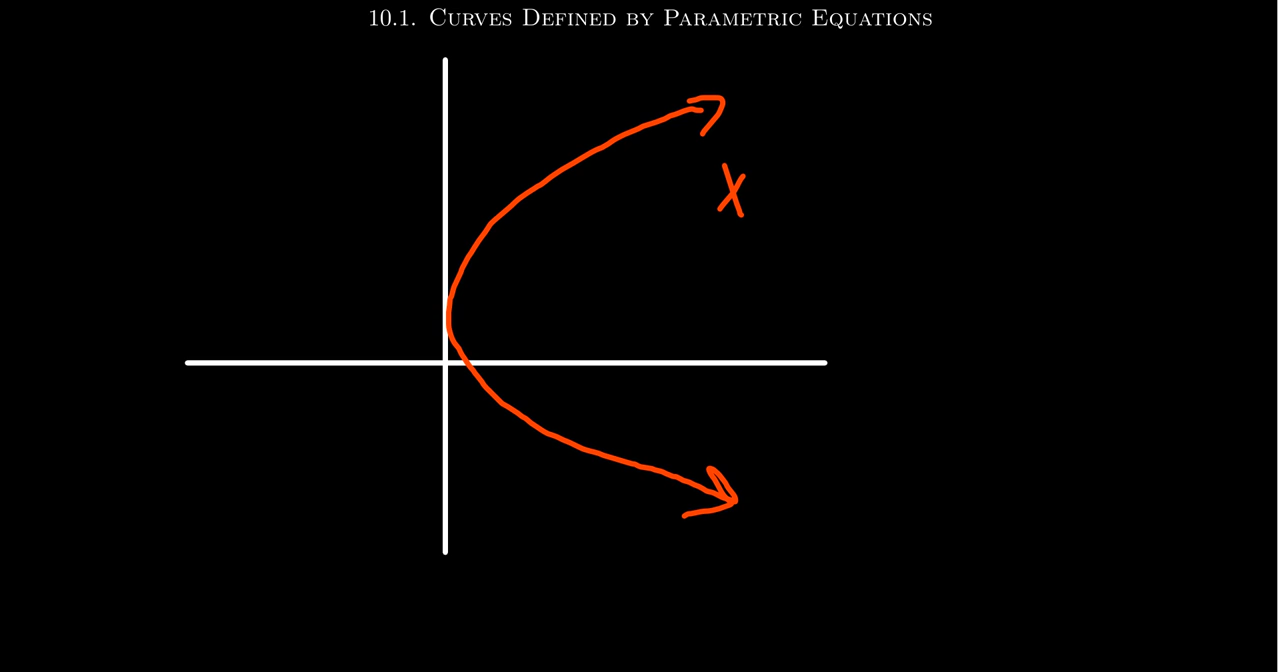 10.1. Curves Defined by Parametric Equations
x